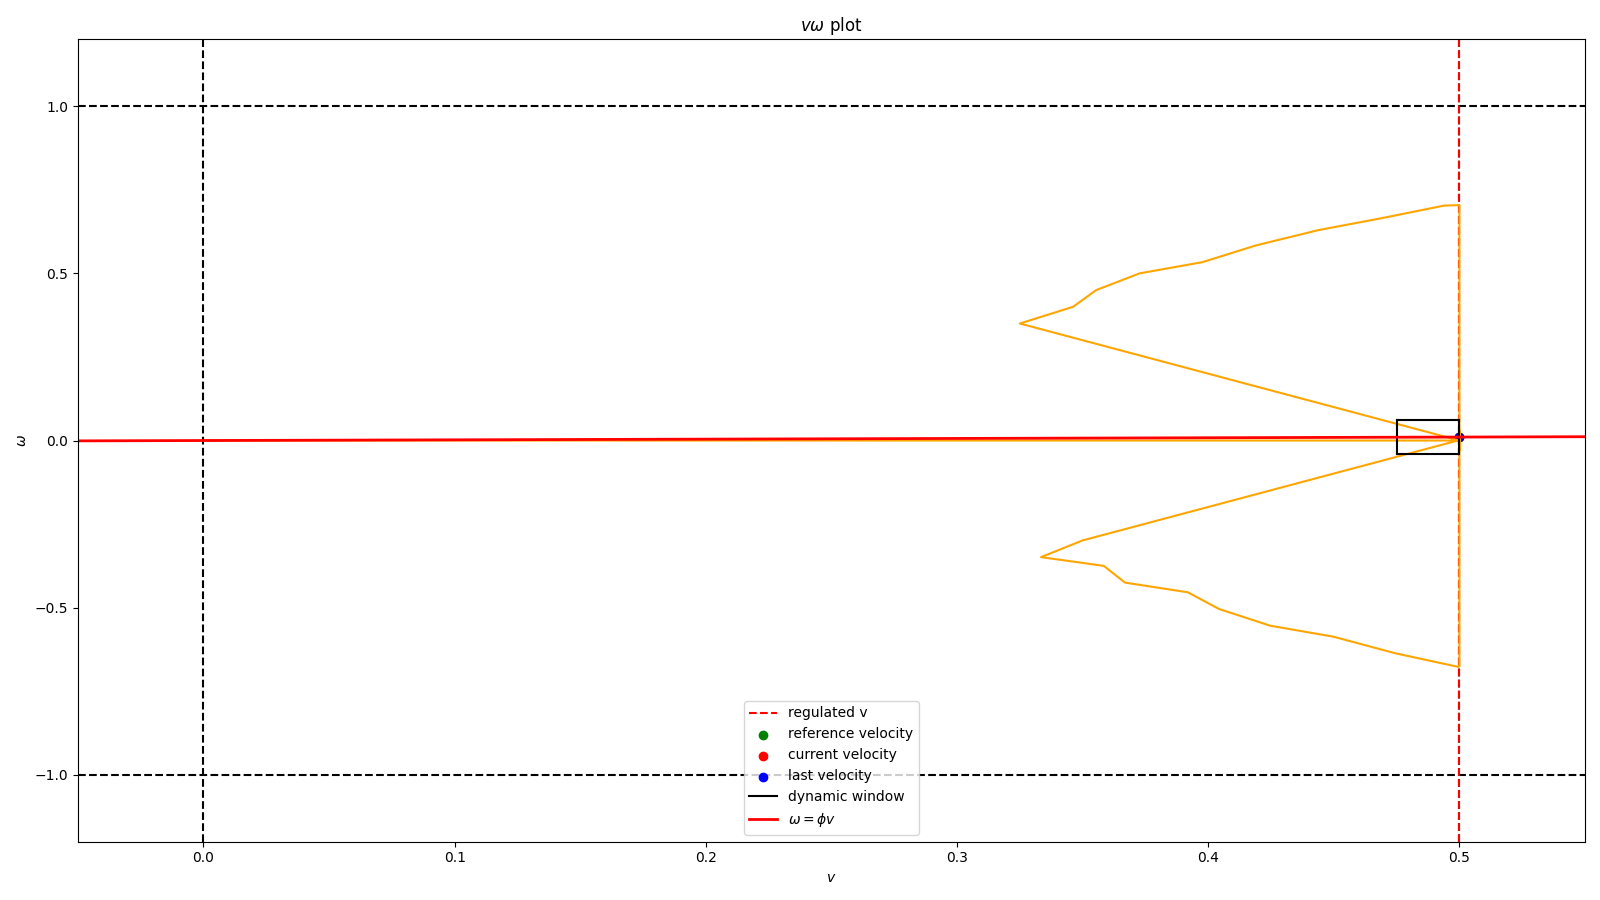 vω plot
1.0
0.5
0.0
−0.5
−1.0
ω
0.0 0.1 0.2 0.3 0.4 0.5
v
regulated v
reference velocity
current velocity
last velocity
dynamic window
ω = ϕv